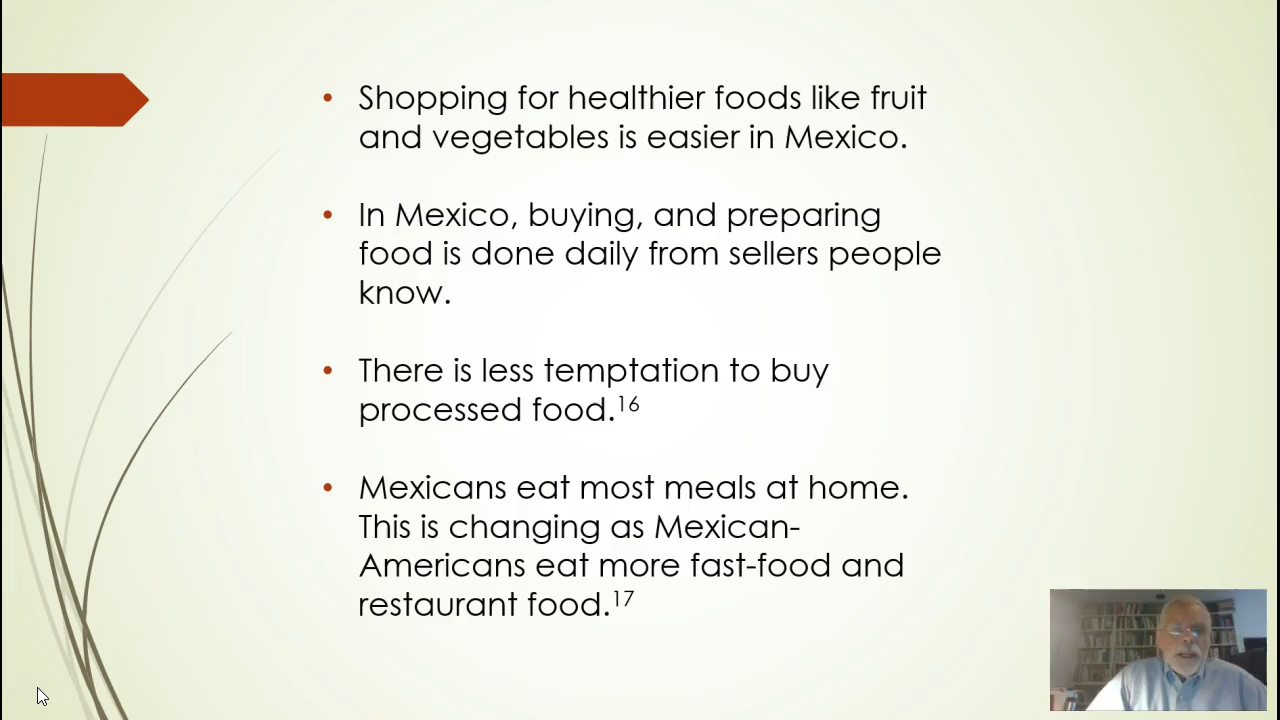 • Shopping for healthier foods like fruit
and vegetables is easier in Mexico.
• In Mexico, buying, and preparing
food is done daily from sellers people
know.
• There is less temptation to buy
processed food.¹⁶
• Mexicans eat most meals at home.
This is changing as Mexican-
Americans eat more fast-food and
restaurant food.¹⁷